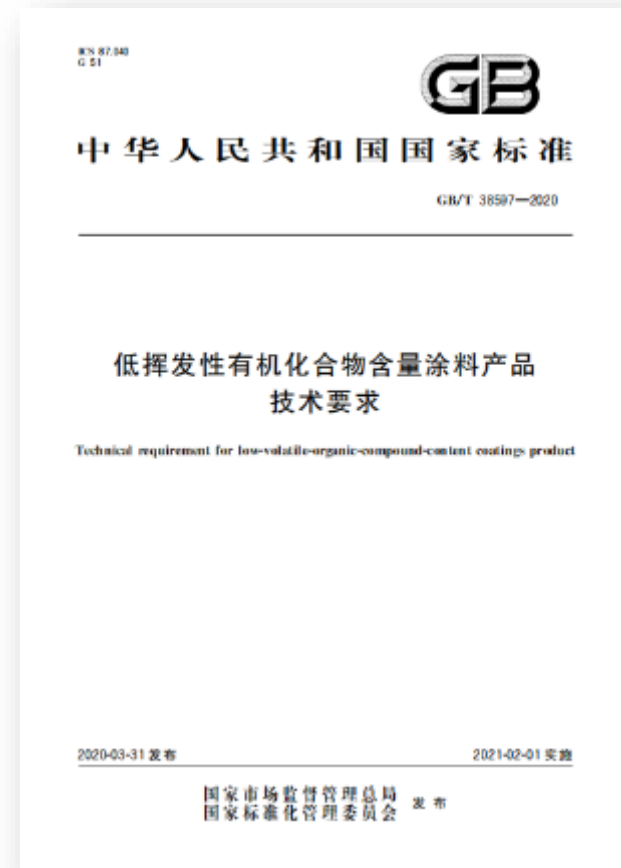 ICS 87.040
G 51
GB
中华人民共和国国家标准
GB/T 38597—2020
低挥发性有机化合物含量涂料产品
技术要求
Technical requirement for low-volatile-organic-compound-content coatings product
2020-03-31 发布
2021-02-01 实施
国家市场监督管理总局
国家标准化管理委员会 发布